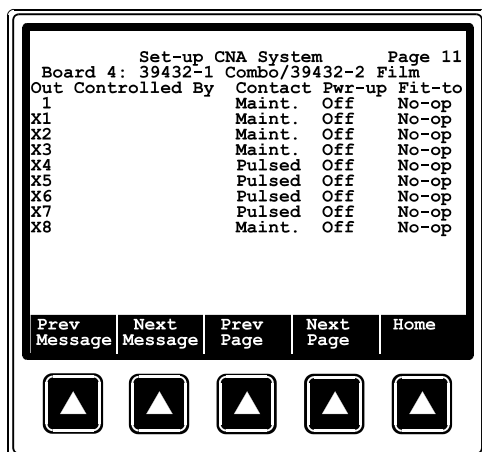 Set-up CNA System Page 11
Board 4: 39432-1 Combo/39432-2 Film
Out Controlled By Contact Pwr-up Fit-to
1 Maint. Off No-op
X1 Maint. Off No-op
X2 Maint. Off No-op
X3 Maint. Off No-op
X4 Pulsed Off No-op
X5 Pulsed Off No-op
X6 Pulsed Off No-op
X7 Pulsed Off No-op
X8 Maint. Off No-op
Prev Next Prev Next Home
Message Message Page Page